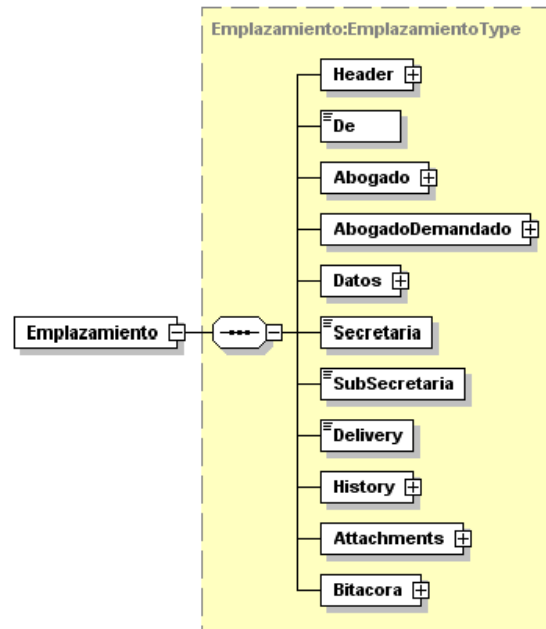 Emplazamiento:EmplazamientoType
Header
De
Abogado
AbogadoDemandado
Datos
Emplazamiento
Secretaria
SubSecretaria
Delivery
History
Attachments
Bitacora